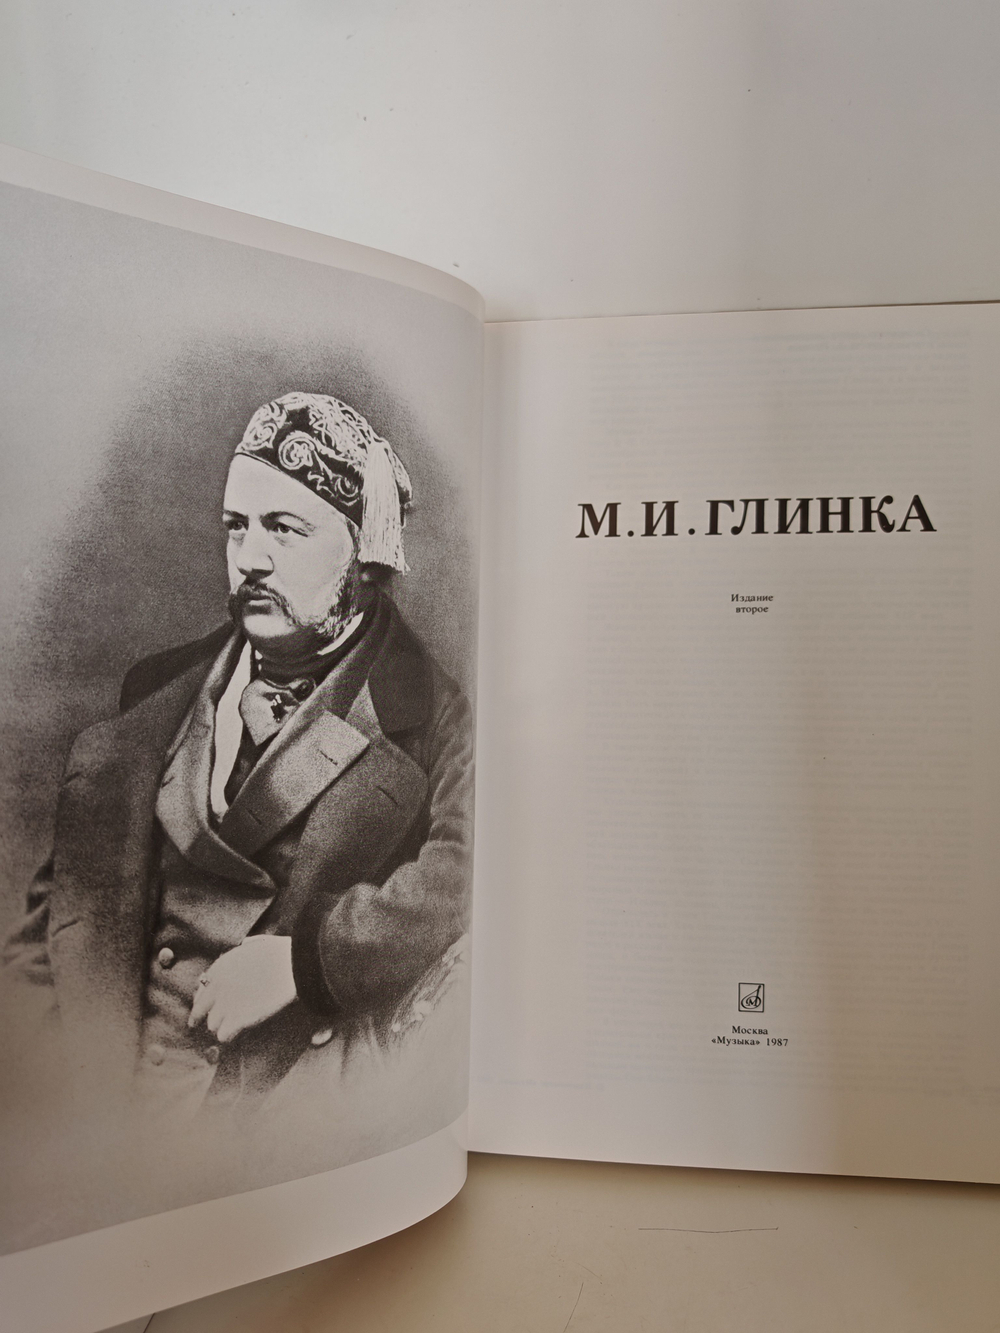 М. И. ГЛИНКА
Издание
второе
Москва
«Музыка» 1987